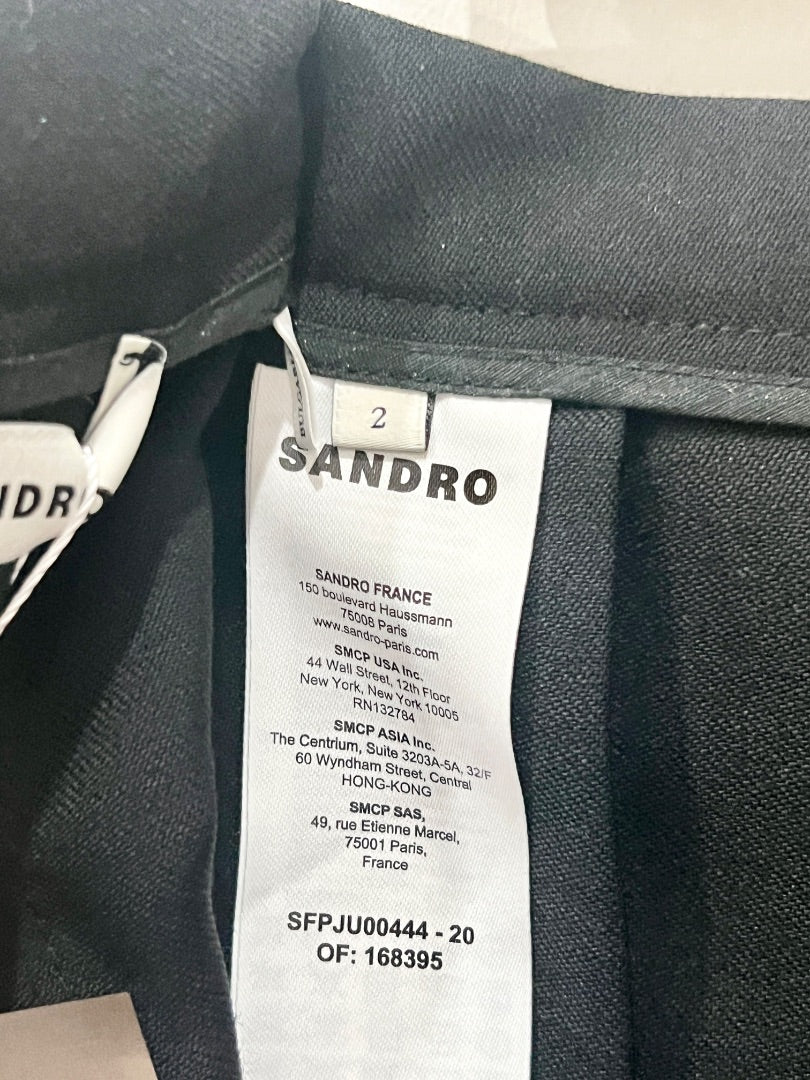 2
SANDRO
SANDRO FRANCE
150 boulevard Haussmann
75008 Paris
www.sandro-paris.com
SMCP USA Inc.
44 Wall Street, 12th Floor
New York, New York 10005
RN132784
SMCP ASIA Inc.
The Centrium, Suite 3203A-5A, 32/F
60 Wyndham Street, Central
HONG-KONG
SMCP SAS,
49, rue Etienne Marcel,
75001 Paris,
France
SFPJU00444 - 20
OF: 168395